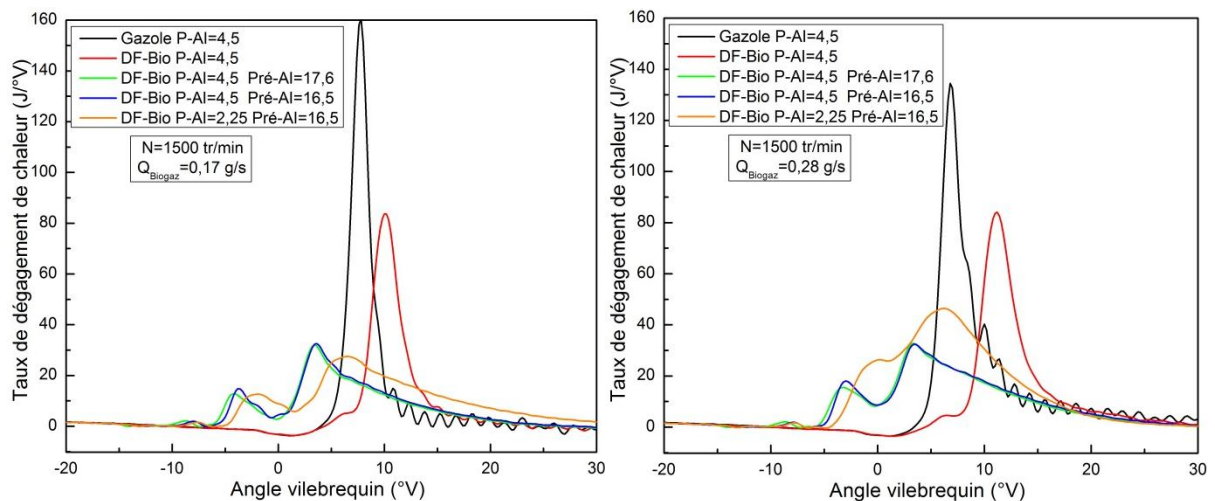 160
140
120
100
80
60
40
20
0
Taux de dégagement de chaleur (J/°V)
Gazole P-AI=4,5
DF-Bio P-AI=4,5
DF-Bio P-AI=4,5 Pré-AI=17,6
DF-Bio P-AI=4,5 Pré-AI=16,5
DF-Bio P-AI=2,25 Pré-AI=16,5
N=1500 tr/min
Q_Biogaz=0,17 g/s
-20 -10 0 10 20 30
Angle vilebrequin (°V)
160
140
120
100
80
60
40
20
0
Taux de dégagement de chaleur (J/°V)
Gazole P-AI=4,5
DF-Bio P-AI=4,5
DF-Bio P-AI=4,5 Pré-AI=17,6
DF-Bio P-AI=4,5 Pré-AI=16,5
DF-Bio P-AI=2,25 Pré-AI=16,5
N=1500 tr/min
Q_Biogaz=0,28 g/s
-20 -10 0 10 20 30
Angle vilebrequin (°V)